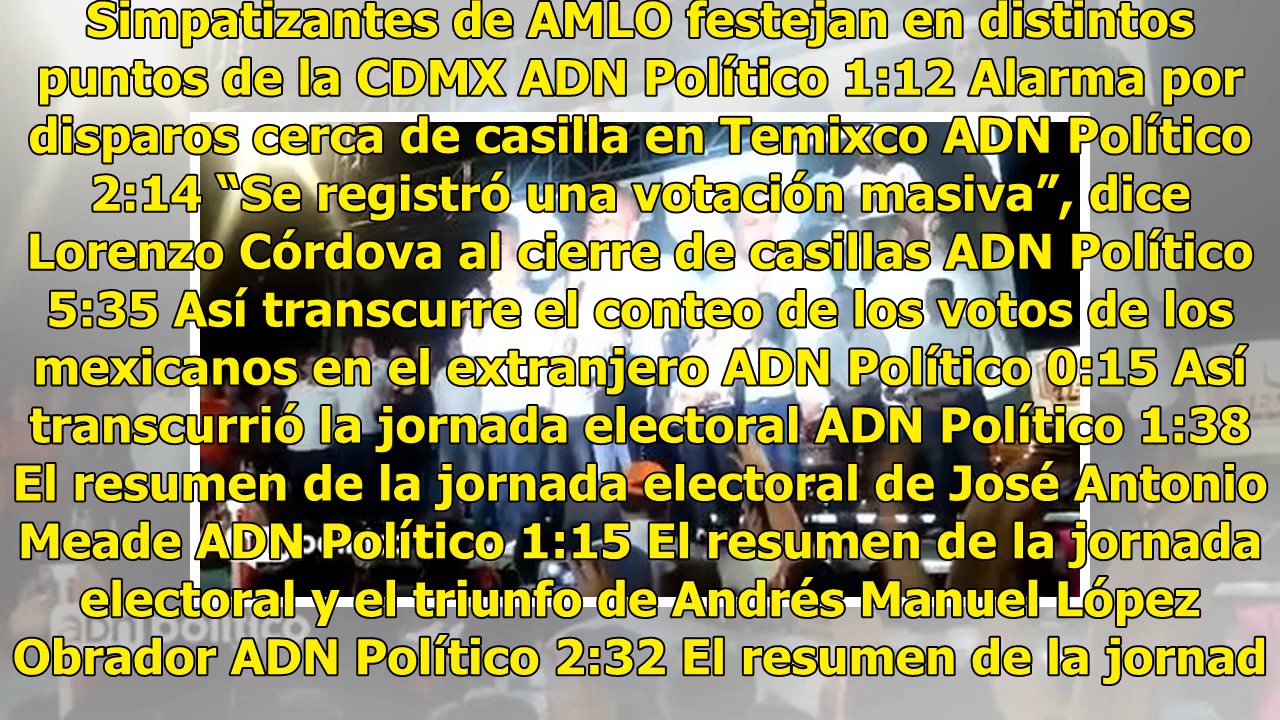 Simpatizantes de AMLO festejan en distintos
puntos de la CDMX ADN Político 1:12 Alarma por
disparos cerca de casilla en Temixco ADN Político
2:14 “Se registró una votación masiva”, dice
Lorenzo Córdova al cierre de casillas ADN Político
5:35 Así transcurre el conteo de los votos de los
mexicanos en el extranjero ADN Político 0:15 Así
transcurrió la jornada electoral ADN Político 1:38
El resumen de la jornada electoral de José Antonio
Meade ADN Político 1:15 El resumen de la jornada
electoral y el triunfo de Andrés Manuel López
Obrador ADN Político 2:32 El resumen de la jornad
adn|político